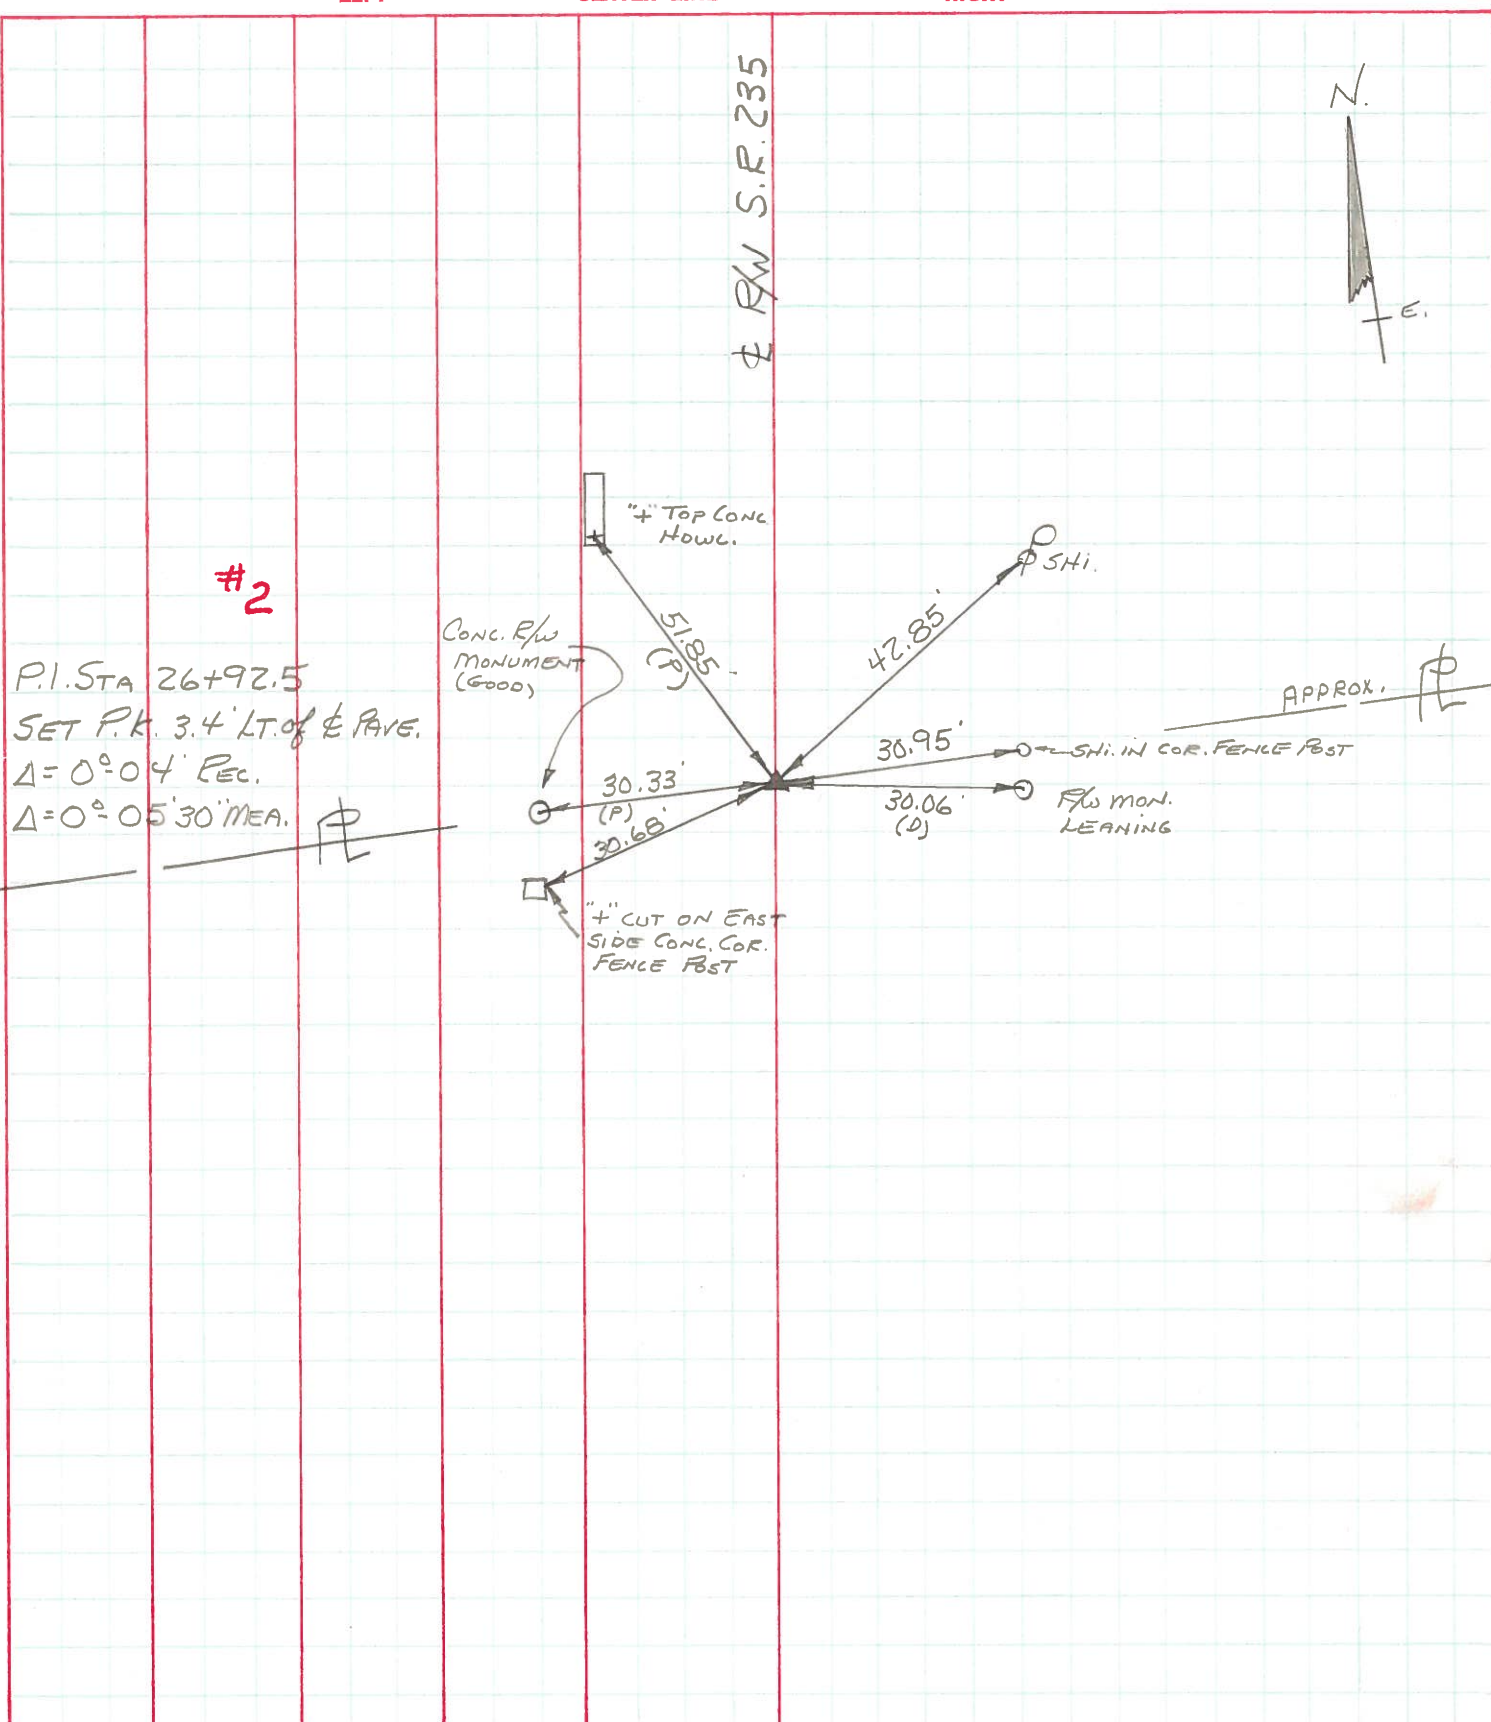 ℄ R/W S.R. 235
N.
E.
"+" TOP CONC
HDWL.
SHI.
#2
CONC. R/W
MONUMENT
(GOOD)
51.85
(P)
42.85'
P.I. STA 26+92.5
SET P.K. 3.4' LT. of ℄ PAVE.
Δ = 0°-04' REC.
Δ = 0°-05'30" MEA.
APPROX. ⅊
30.95'
SHI. IN COR. FENCE POST
30.33'
(P)
30.06'
(D)
R/W MON.
LEANING
30.68'
⅊
"+" CUT ON EAST
SIDE CONC. COR.
FENCE POST